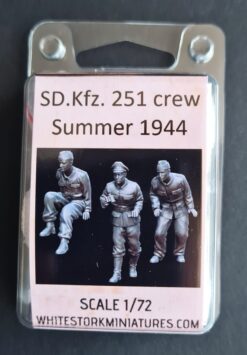 SD.Kfz. 251 crew
Summer 1944
SCALE 1/72
WHITESTORKMINIATURES.COM